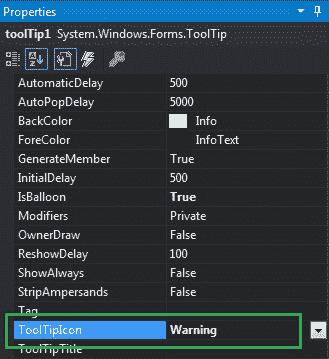 Properties
toolTip1 System.Windows.Forms.ToolTip
AutomaticDelay 500
AutoPopDelay 5000
BackColor Info
ForeColor InfoText
GenerateMember True
InitialDelay 500
IsBalloon True
Modifiers Private
OwnerDraw False
ReshowDelay 100
ShowAlways False
StripAmpersands False
Tag
ToolTipIcon Warning
ToolTipTitle